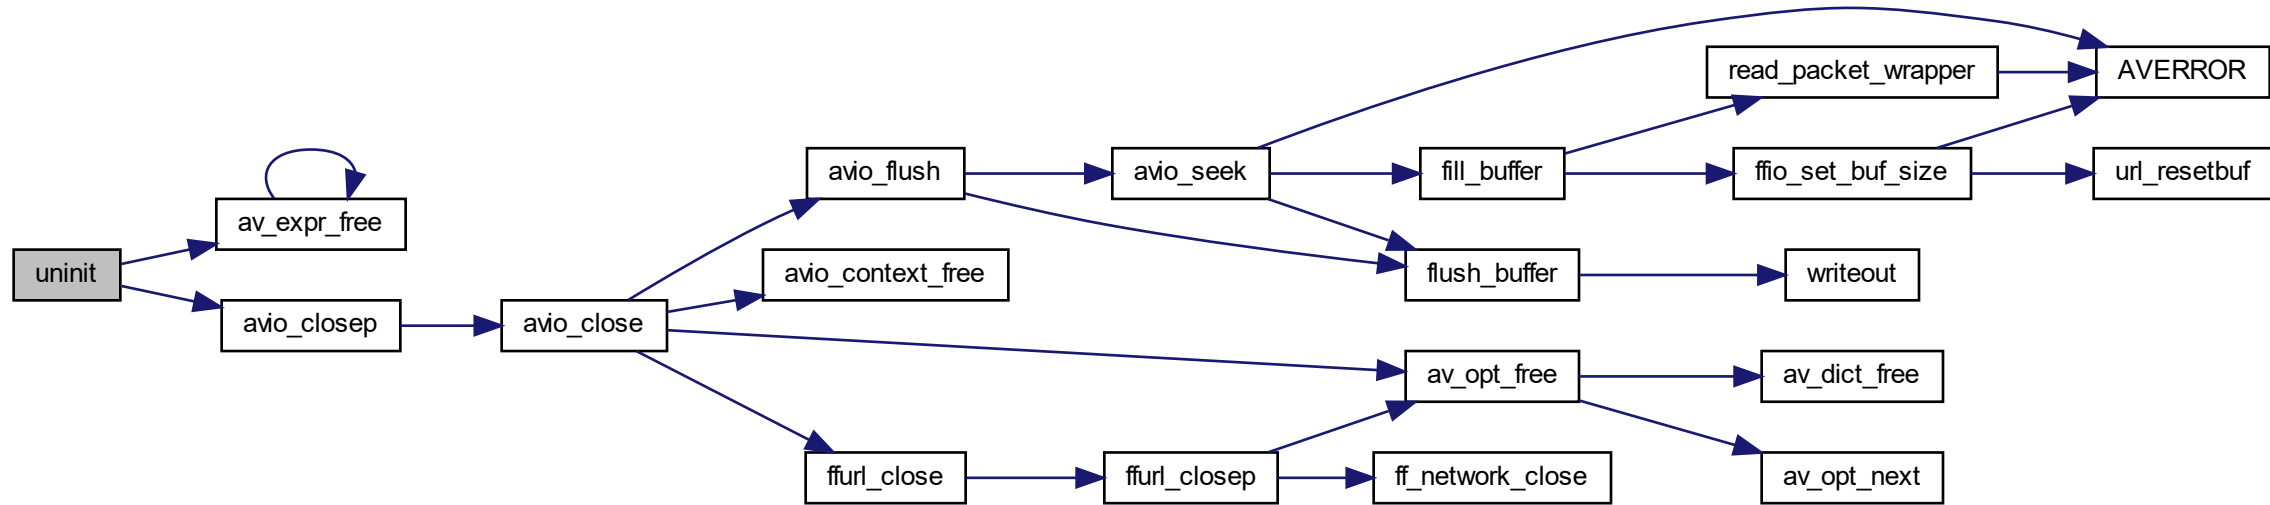 uninit
av_expr_free
avio_closep
avio_close
avio_flush
avio_context_free
ffurl_close
avio_seek
ffurl_closep
fill_buffer
flush_buffer
av_opt_free
ff_network_close
read_packet_wrapper
ffio_set_buf_size
writeout
av_dict_free
av_opt_next
AVERROR
url_resetbuf